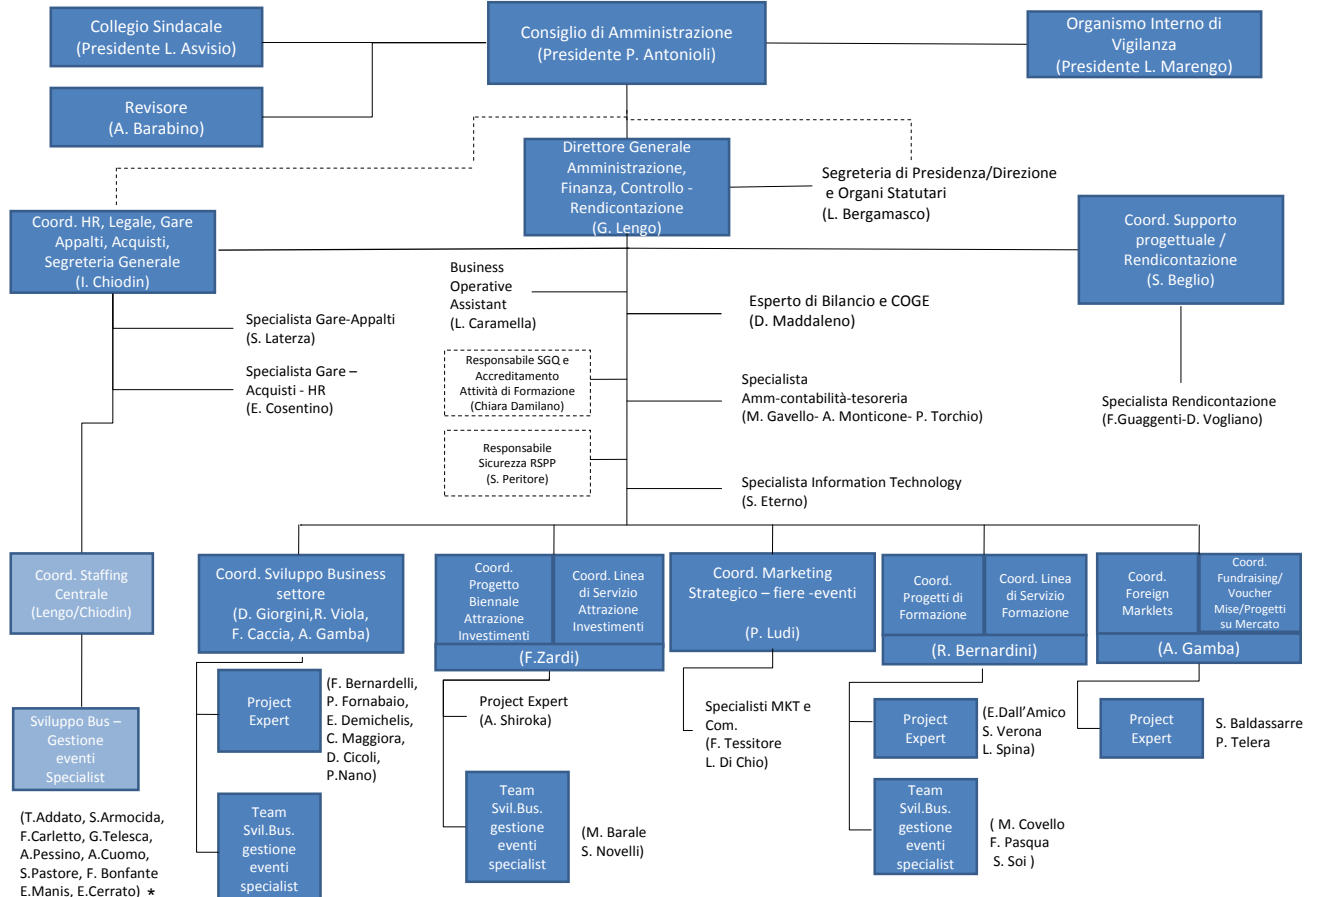 Collegio Sindacale
(Presidente L. Asvisio)
Consiglio di Amministrazione
(Presidente P. Antonioli)
Organismo Interno di
Vigilanza
(Presidente L. Marengo)
Revisore
(A. Barabino)
Direttore Generale
Amministrazione,
Finanza, Controllo -
Rendicontazione
(G. Lengo)
Segreteria di Presidenza/Direzione
e Organi Statutari
(L. Bergamasco)
Coord. HR, Legale, Gare
Appalti, Acquisti,
Segreteria Generale
(I. Chiodin)
Coord. Supporto
progettuale /
Rendicontazione
(S. Beglio)
Business
Operative
Assistant
(L. Caramella)
Esperto di Bilancio e COGE
(D. Maddaleno)
Specialista Gare-Appalti
(S. Laterza)
Specialista Gare –
Acquisti - HR
(E. Cosentino)
Responsabile SGQ e
Accreditamento
Attività di Formazione
(Chiara Damilano)
Specialista
Amm-contabilità-tesoreria
(M. Gavello- A. Monticone- P. Torchio)
Specialista Rendicontazione
(F.Guaggenti-D. Vogliano)
Responsabile
Sicurezza RSPP
(S. Peritore)
Specialista Information Technology
(S. Eterno)
Coord. Staffing
Centrale
(Lengo/Chiodin)
Coord. Sviluppo Business
settore
(D. Giorgini,R. Viola,
F. Caccia, A. Gamba)
Coord.
Progetto
Biennale
Attrazione
Investimenti
Coord. Linea
di Servizio
Attrazione
Investimenti
(F.Zardi)
Coord. Marketing
Strategico – fiere -eventi
(P. Ludi)
Coord.
Progetti di
Formazione
Coord. Linea
di Servizio
Formazione
(R. Bernardini)
Coord.
Foreign
Marklets
Coord.
Fundraising/
Voucher
Mise/Progetti
su Mercato
(A. Gamba)
Sviluppo Bus –
Gestione
eventi
Specialist
(T.Addato, S.Armocida,
F.Carletto, G.Telesca,
A.Pessino, A.Cuomo,
S.Pastore, F. Bonfante
E.Manis, E.Cerrato) *
Project
Expert
(F. Bernardelli,
P. Fornabaio,
E. Demichelis,
C. Maggiora,
D. Cicoli,
P.Nano)
Team
Svil.Bus.
gestione
eventi
specialist
Project Expert
(A. Shiroka)
Team
Svil.Bus.
gestione
eventi
specialist
(M. Barale
S. Novelli)
Specialisti MKT e
Com.
(F. Tessitore
L. Di Chio)
Project
Expert
(E.Dall'Amico
S. Verona
L. Spina)
Team
Svil.Bus.
gestione
eventi
specialist
( M. Covello
F. Pasqua
S. Soi )
Project
Expert
S. Baldassarre
P. Telera